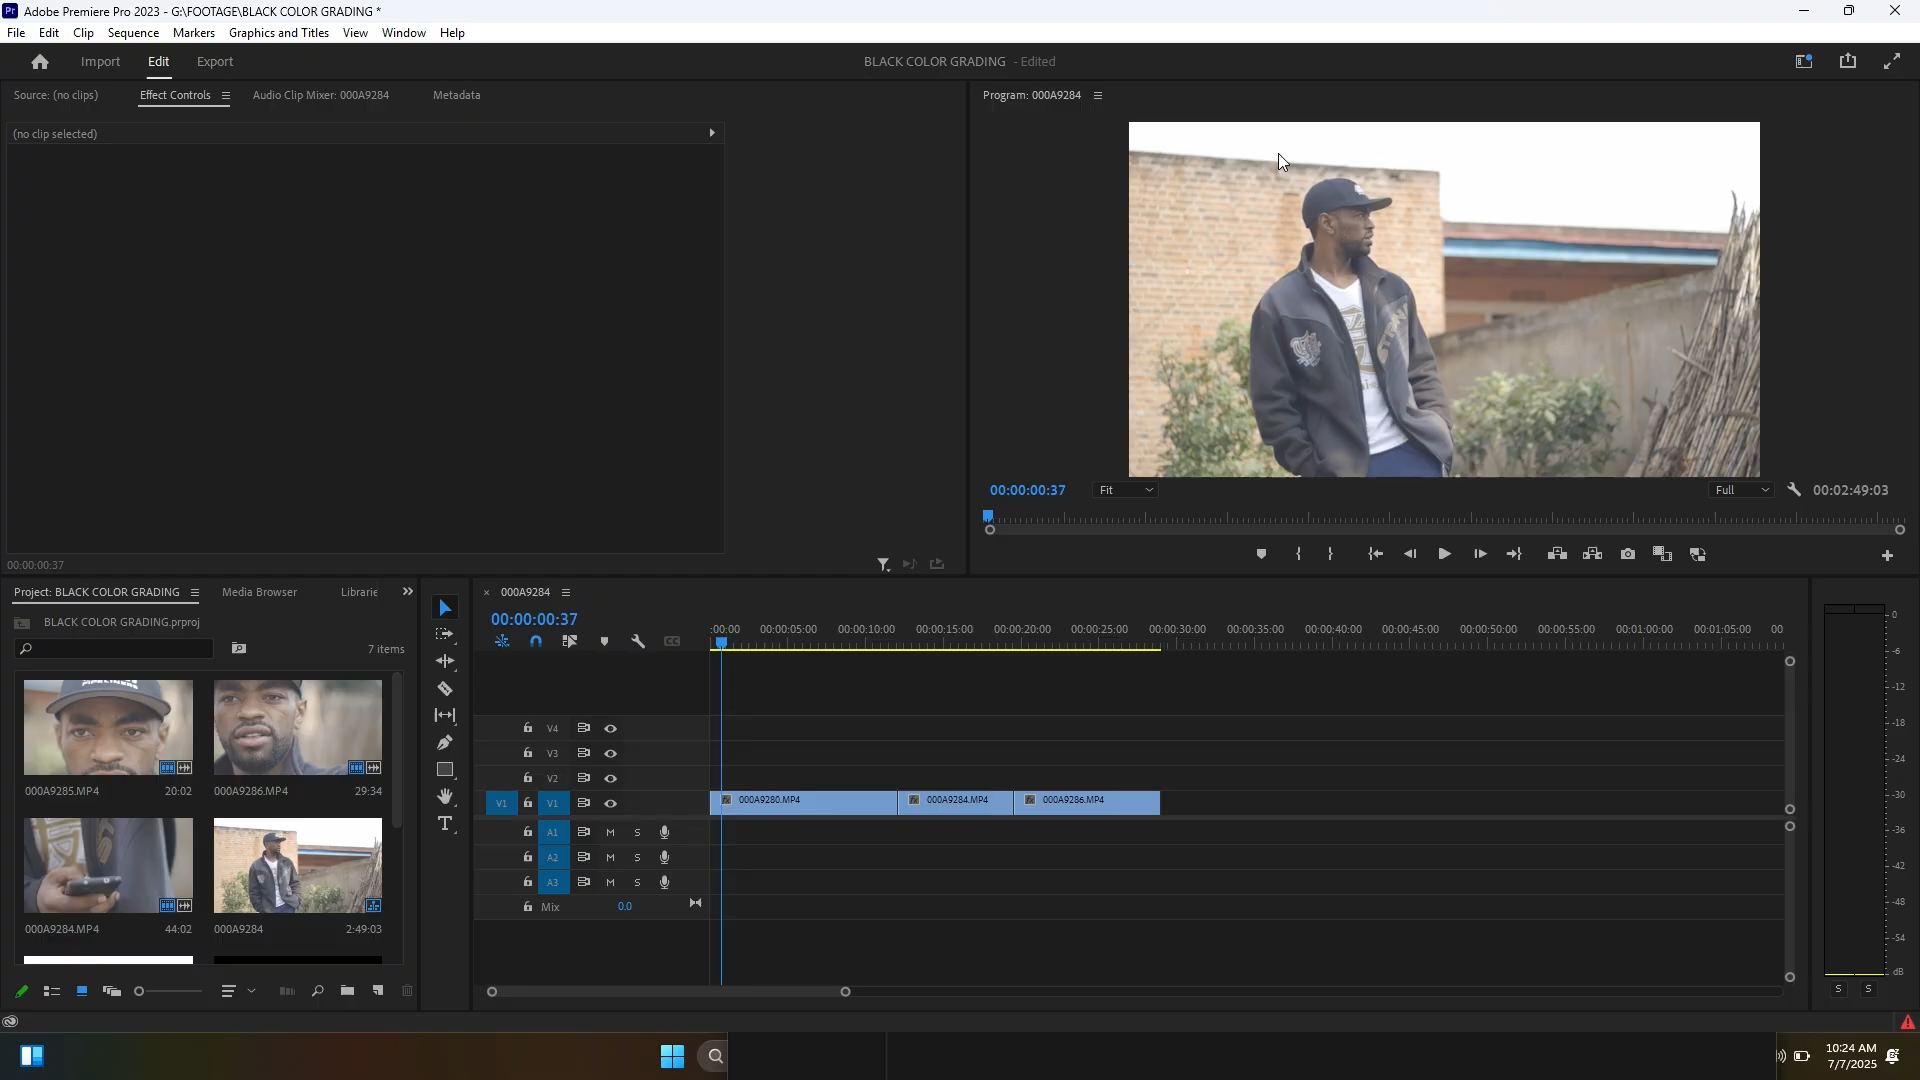 Pr Adobe Premiere Pro 2023 - G:\FOOTAGE\BLACK COLOR GRADING *
File Edit Clip Sequence Markers Graphics and Titles View Window Help
Import Edit Export BLACK COLOR GRADING - Edited
Source: (no clips) Effect Controls Audio Clip Mixer: 000A9284 Metadata Program: 000A9284
(no clip selected)
00:00:00:37 Fit Full 00:02:49:03
00:00:00:37
Project: BLACK COLOR GRADING Media Browser Librarie × 000A9284
BLACK COLOR GRADING.prproj 00:00:00:37
7 items
:00:00 00:00:05:00 00:00:10:00 00:00:15:00 00:00:20:00 00:00:25:00 00:00:30:00 00:00:35:00 00:00:40:00 00:00:45:00 00:00:50:00 00:00:55:00 00:01:00:00 00:01:05:00 00
000A9285.MP4 20:02 000A9286.MP4 29:34
000A9284.MP4 44:02 000A9284 2:49:03
V4
V3
V2
V1 V1 fx 000A9280.MP4 fx 000A9284.MP4 fx 000A9286.MP4
A1 M S
A2 M S
A3 M S
Mix 0.0
0
-6
-12
-18
-24
-30
-36
-42
-48
-54
dB
S S
10:24 AM
7/7/2025